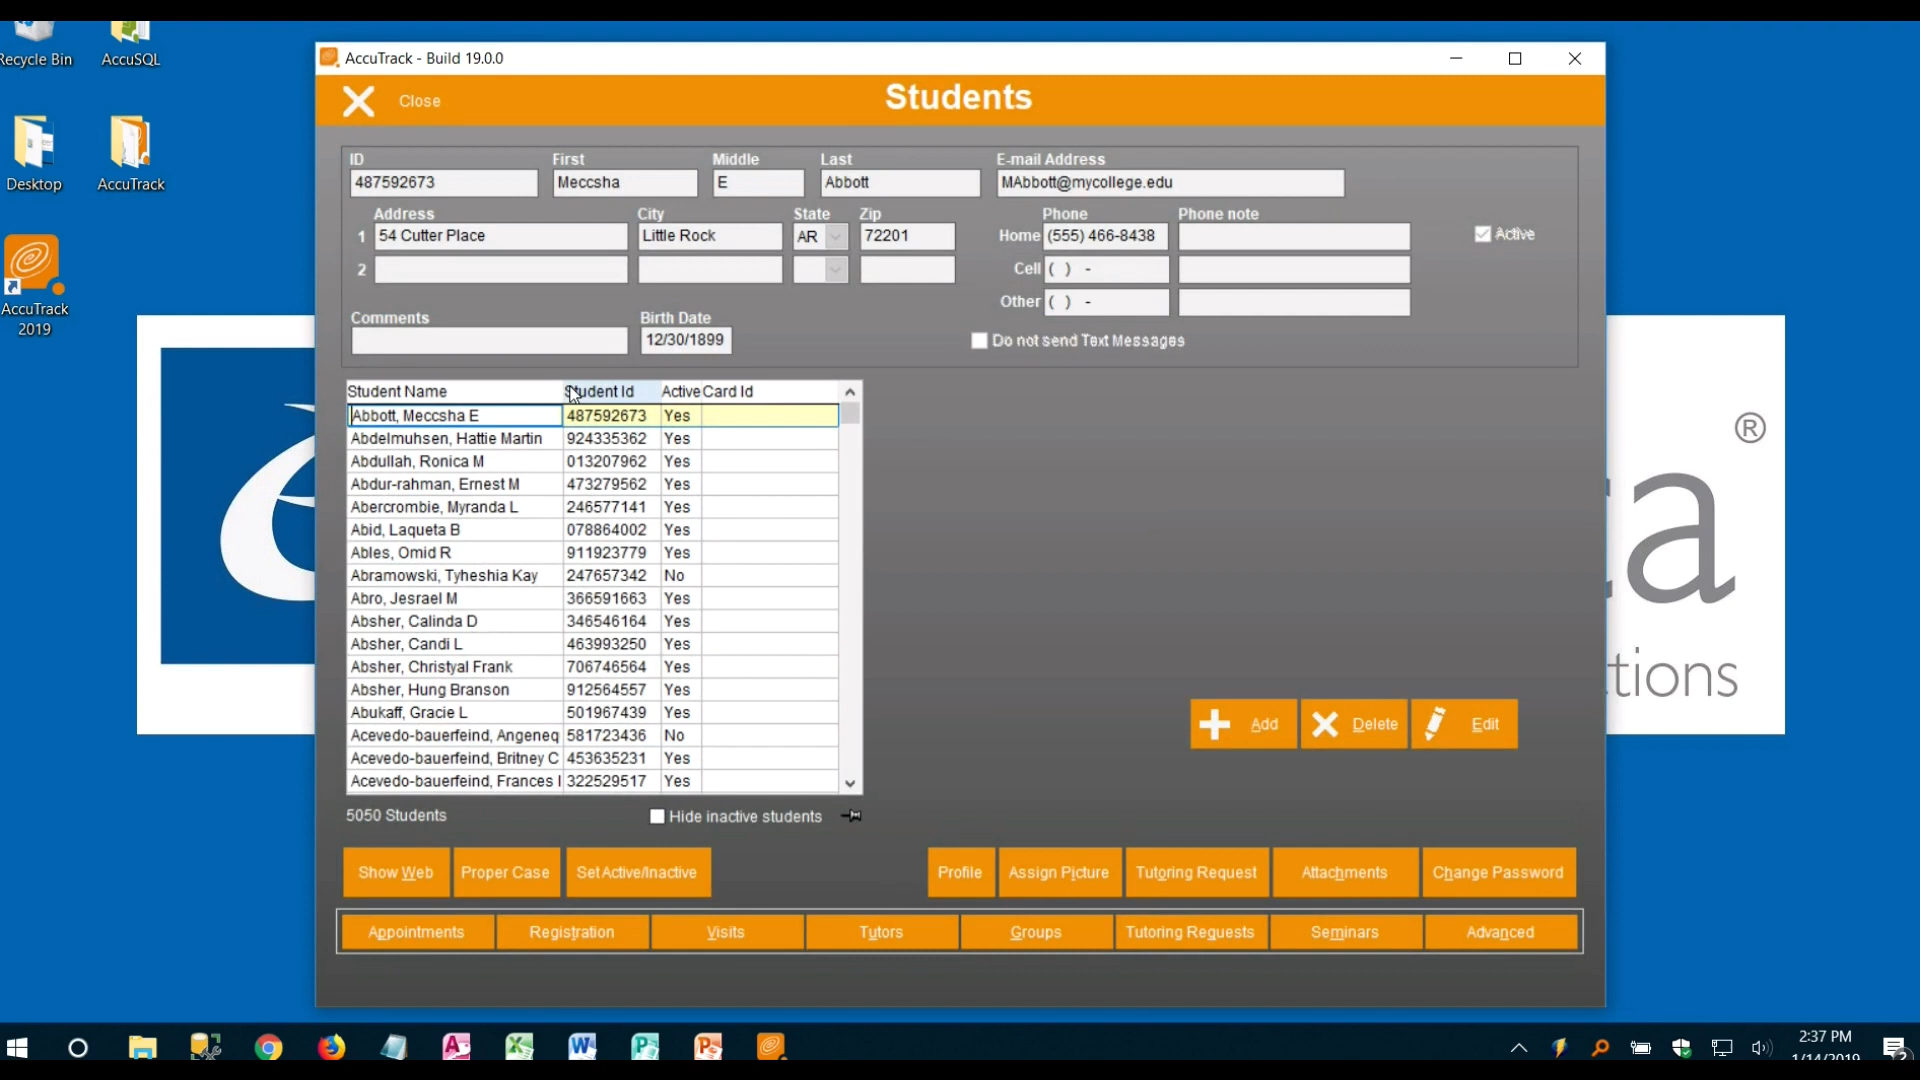 Recycle Bin
AccuSQL
Desktop
AccuTrack
AccuTrack
2019
AccuTrack - Build 19.0.0
Close
Students
ID First Middle Last E-mail Address
487592673 Meccsha E Abbott MAbbott@mycollege.edu
Address City State Zip Phone Phone note
1 54 Cutter Place Little Rock AR 72201 Home (555) 466-8438 Active
2 Cell ( ) -
Other ( ) -
Comments Birth Date
12/30/1899 Do not send Text Messages
Student Name Student Id Active Card Id
Abbott, Meccsha E 487592673 Yes
Abdelmuhsen, Hattie Martin 924335362 Yes
Abdullah, Ronica M 013207962 Yes
Abdur-rahman, Ernest M 473279562 Yes
Abercrombie, Myranda L 246577141 Yes
Abid, Laqueta B 078864002 Yes
Ables, Omid R 911923779 Yes
Abramowski, Tyheshia Kay 247657342 No
Abro, Jesrael M 366591663 Yes
Absher, Calinda D 346546164 Yes
Absher, Candi L 463993250 Yes
Absher, Christyal Frank 706746564 Yes
Absher, Hung Branson 912564557 Yes
Abukaff, Gracie L 501967439 Yes
Acevedo-bauerfeind, Angeneq 581723436 No
Acevedo-bauerfeind, Britney C 453635231 Yes
Acevedo-bauerfeind, Frances I 322529517 Yes
5050 Students Hide inactive students
Add Delete Edit
Show Web Proper Case Set Active/Inactive Profile Assign Picture Tutoring Request Attachments Change Password
Appointments Registration Visits Tutors Groups Tutoring Requests Seminars Advanced
®
a
tions
2:37 PM
1/14/2019